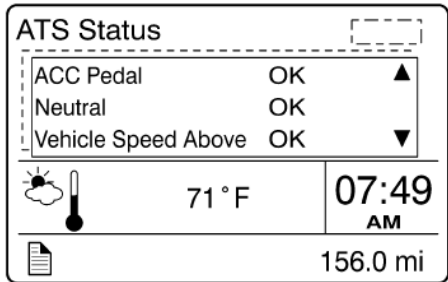 ATS Status
ACC Pedal OK
Neutral OK
Vehicle Speed Above OK
71°F
07:49
AM
156.0 mi